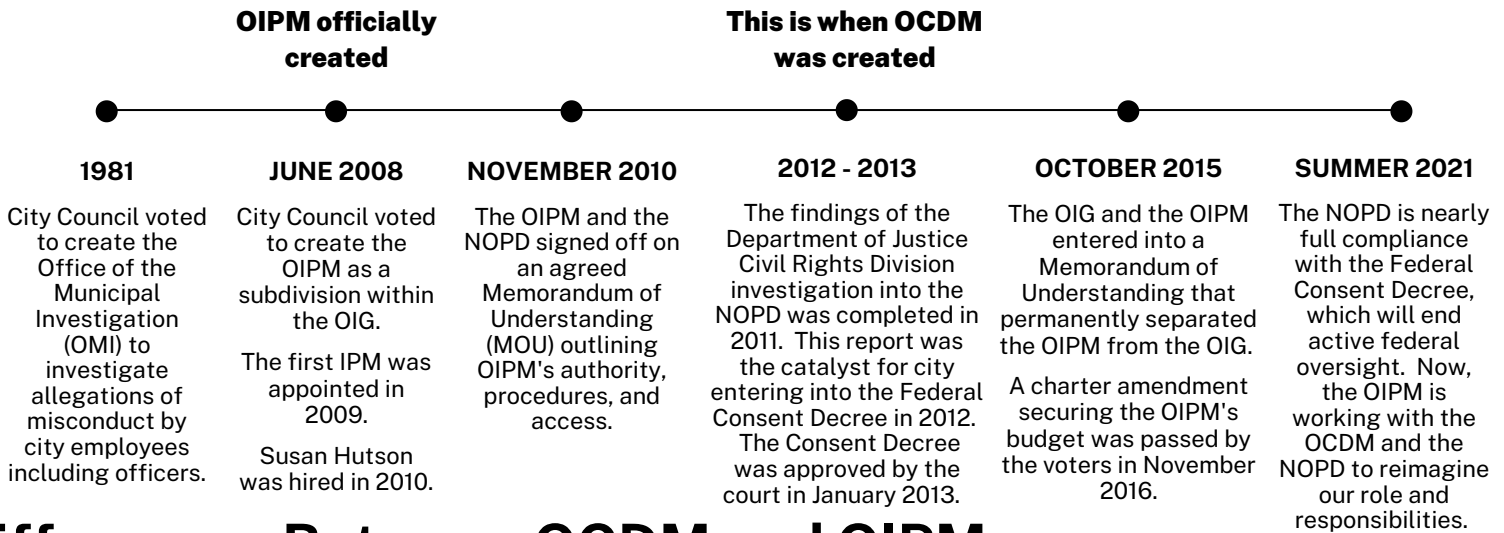 OIPM officially
created
This is when OCDM
was created
1981
City Council voted
to create the
Office of the
Municipal
Investigation
(OMI) to
investigate
allegations of
misconduct by
city employees
including officers.
JUNE 2008
City Council voted
to create the
OIPM as a
subdivision within
the OIG.
The first IPM was
appointed in
2009.
Susan Hutson
was hired in 2010.
NOVEMBER 2010
The OIPM and the
NOPD signed off on
an agreed
Memorandum of
Understanding
(MOU) outlining
OIPM's authority,
procedures, and
access.
2012 - 2013
The findings of the
Department of Justice
Civil Rights Division
investigation into the
NOPD was completed in
2011. This report was
the catalyst for city
entering into the Federal
Consent Decree in 2012.
The Consent Decree
was approved by the
court in January 2013.
OCTOBER 2015
The OIG and the OIPM
entered into a
Memorandum of
Understanding that
permanently separated
the OIPM from the OIG.
A charter amendment
securing the OIPM's
budget was passed by
the voters in November
2016.
SUMMER 2021
The NOPD is nearly
full compliance
with the Federal
Consent Decree,
which will end
active federal
oversight. Now,
the OIPM is
working with the
OCDM and the
NOPD to reimagine
our role and
responsibilities.